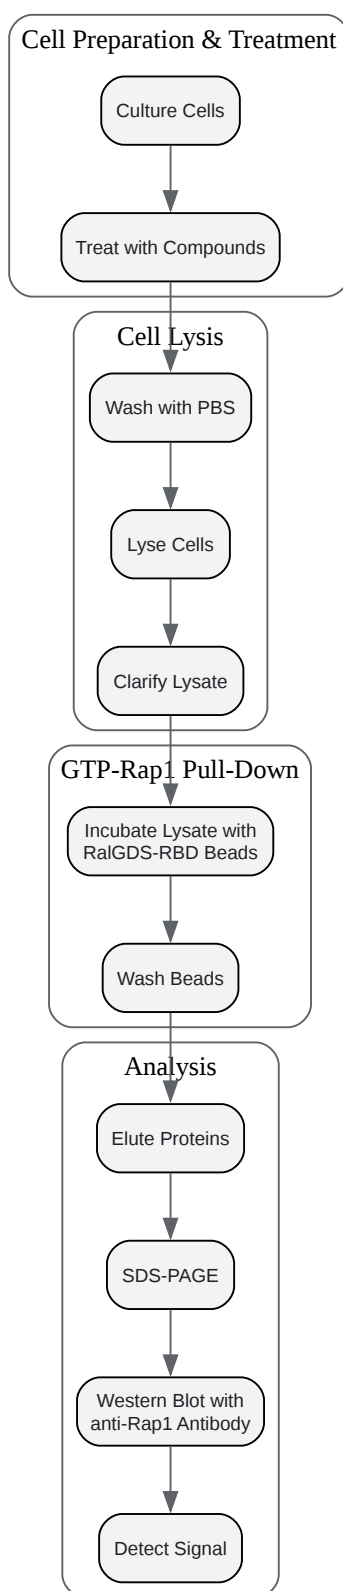 Cell Preparation & Treatment
Culture Cells
Treat with Compounds
Cell Lysis
Wash with PBS
Lyse Cells
Clarify Lysate
GTP-Rap1 Pull-Down
Incubate Lysate with
RalGDS-RBD Beads
Wash Beads
Analysis
Elute Proteins
SDS-PAGE
Western Blot with
anti-Rap1 Antibody
Detect Signal